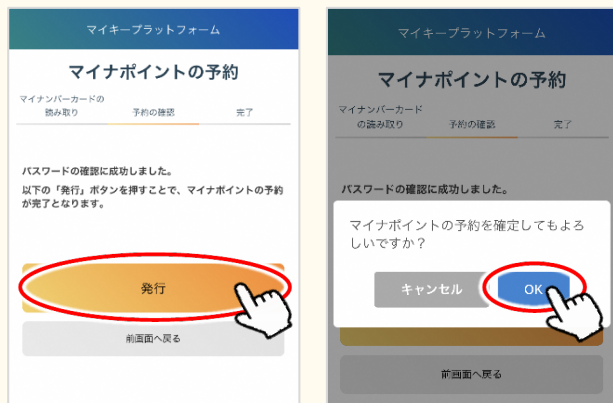 マイキープラットフォーム
マイナポイントの予約
マイナンバーカードの
読み取り
予約の確認
完了
パスワードの確認に成功しました。
以下の「発行」ボタンを押すことで、マイナポイントの予約
が完了となります。
発行
前画面へ戻る
マイキープラットフォーム
マイナポイントの予約
マイナンバーカード
の読み取り
予約の確認
完了
パスワードの確認に成功しました。
マイナポイントの予約を確定してもよろ
しいですか？
キャンセル
OK
前画面へ戻る